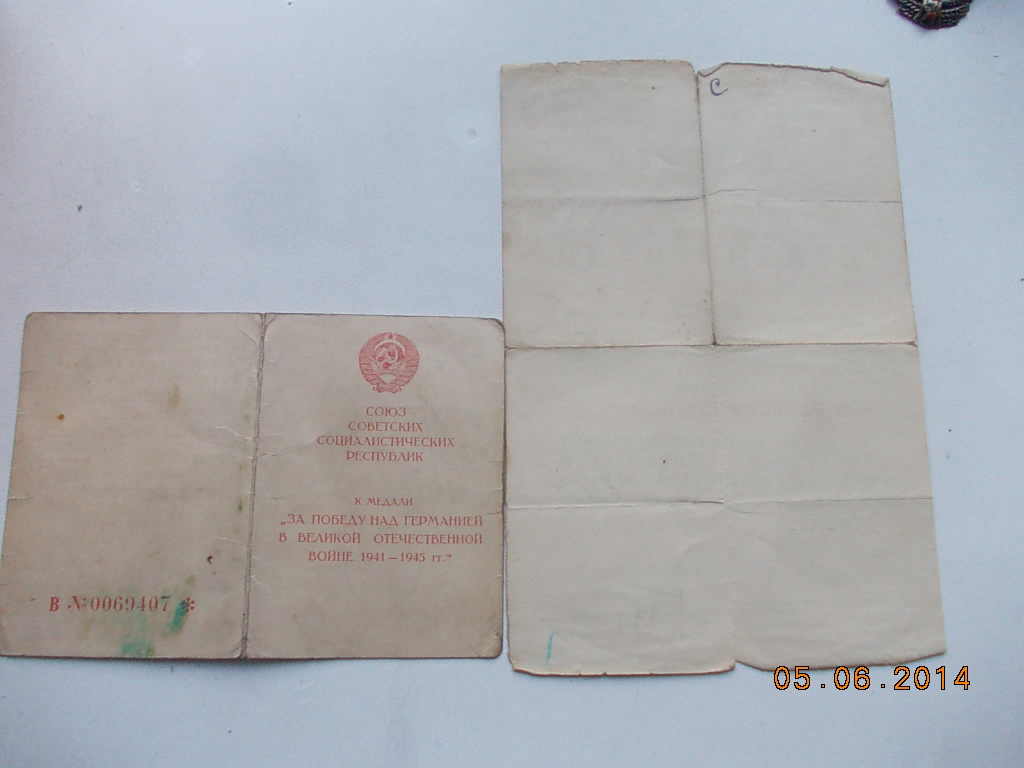 СОЮЗ
СОВЕТСКИХ
СОЦИАЛИСТИЧЕСКИХ
РЕСПУБЛИК
К МЕДАЛИ
„ЗА ПОБЕДУ НАД ГЕРМАНИЕЙ
В ВЕЛИКОЙ ОТЕЧЕСТВЕННОЙ
ВОЙНЕ 1941—1945 гг."
В №0069407 *
С
05.06.2014